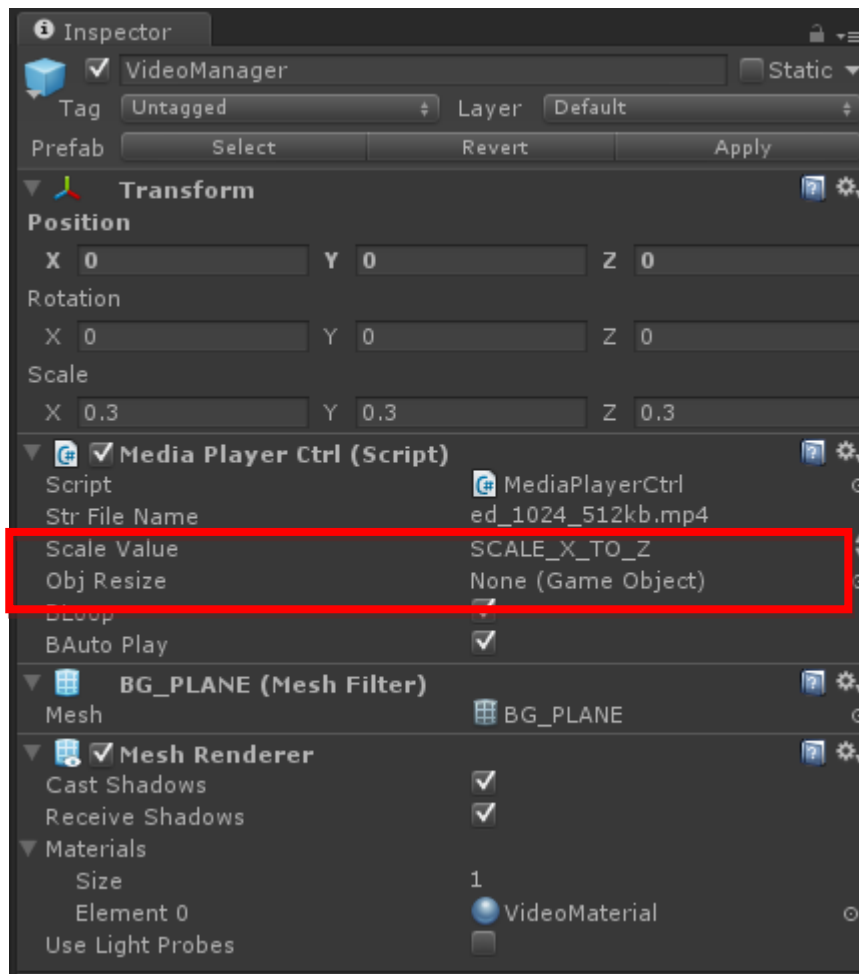 Inspector
VideoManager Static
Tag Untagged Layer Default
Prefab Select Revert Apply
Transform
Position
X 0 Y 0 Z 0
Rotation
X 0 Y 0 Z 0
Scale
X 0.3 Y 0.3 Z 0.3
Media Player Ctrl (Script)
Script MediaPlayerCtrl
Str File Name ed_1024_512kb.mp4
Scale Value SCALE_X_TO_Z
Obj Resize None (Game Object)
BLoop
BAuto Play
BG_PLANE (Mesh Filter)
Mesh BG_PLANE
Mesh Renderer
Cast Shadows
Receive Shadows
Materials
Size 1
Element 0 VideoMaterial
Use Light Probes